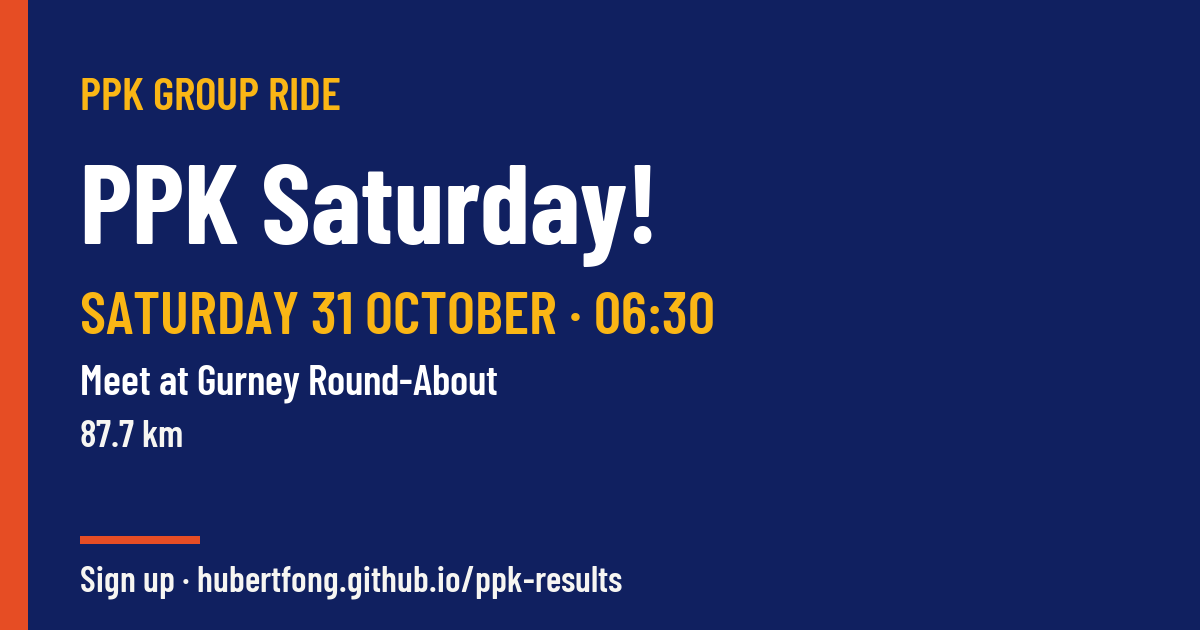 PPK GROUP RIDE
PPK Saturday!
SATURDAY 31 OCTOBER · 06:30
Meet at Gurney Round-About
87.7 km
Sign up · hubertfong.github.io/ppk-results